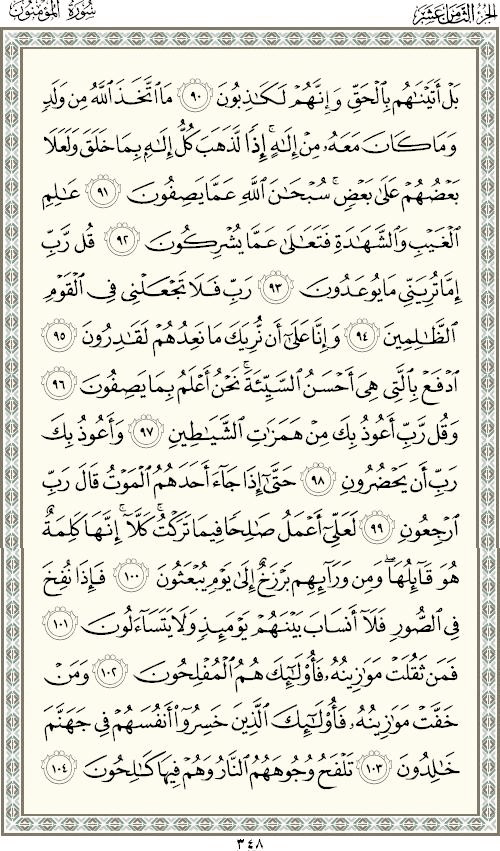 الجزء الثامن عشر
سورة المؤمنون
بَلْ أَتَيْنَٰهُم بِٱلْحَقِّ وَإِنَّهُمْ لَكَٰذِبُونَ ٩٠ مَا ٱتَّخَذَ ٱللَّهُ مِن وَلَدٍ
وَمَا كَانَ مَعَهُۥ مِنْ إِلَٰهٍ ۚ إِذًا لَّذَهَبَ كُلُّ إِلَٰهٍۭ بِمَا خَلَقَ وَلَعَلَا
بَعْضُهُمْ عَلَىٰ بَعْضٍ ۚ سُبْحَٰنَ ٱللَّهِ عَمَّا يَصِفُونَ ٩١ عَٰلِمِ
ٱلْغَيْبِ وَٱلشَّهَٰدَةِ فَتَعَٰلَىٰ عَمَّا يُشْرِكُونَ ٩٢ قُل رَّبِّ
إِمَّا تُرِيَنِّى مَا يُوعَدُونَ ٩٣ رَبِّ فَلَا تَجْعَلْنِى فِى ٱلْقَوْمِ
ٱلظَّٰلِمِينَ ٩٤ وَإِنَّا عَلَىٰٓ أَن نُّرِيَكَ مَا نَعِدُهُمْ لَقَٰدِرُونَ ٩٥
ٱدْفَعْ بِٱلَّتِى هِىَ أَحْسَنُ ٱلسَّيِّئَةَ ۚ نَحْنُ أَعْلَمُ بِمَا يَصِفُونَ ٩٦
وَقُل رَّبِّ أَعُوذُ بِكَ مِنْ هَمَزَٰتِ ٱلشَّيَٰطِينِ ٩٧ وَأَعُوذُ بِكَ
رَبِّ أَن يَحْضُرُونِ ٩٨ حَتَّىٰٓ إِذَا جَآءَ أَحَدَهُمُ ٱلْمَوْتُ قَالَ رَبِّ
ٱرْجِعُونِ ٩٩ لَعَلِّىٓ أَعْمَلُ صَٰلِحًا فِيمَا تَرَكْتُ ۚ كَلَّآ ۚ إِنَّهَا كَلِمَةٌ
هُوَ قَآئِلُهَا ۖ وَمِن وَرَآئِهِم بَرْزَخٌ إِلَىٰ يَوْمِ يُبْعَثُونَ ١٠٠ فَإِذَا نُفِخَ
فِى ٱلصُّورِ فَلَآ أَنسَابَ بَيْنَهُمْ يَوْمَئِذٍ وَلَا يَتَسَآءَلُونَ ١٠١
فَمَن ثَقُلَتْ مَوَٰزِينُهُۥ فَأُو۟لَٰٓئِكَ هُمُ ٱلْمُفْلِحُونَ ١٠٢ وَمَنْ
خَفَّتْ مَوَٰزِينُهُۥ فَأُو۟لَٰٓئِكَ ٱلَّذِينَ خَسِرُوٓا۟ أَنفُسَهُمْ فِى جَهَنَّمَ
خَٰلِدُونَ ١٠٣ تَلْفَحُ وُجُوهَهُمُ ٱلنَّارُ وَهُمْ فِيهَا كَٰلِحُونَ ١٠٤
٣٤٨